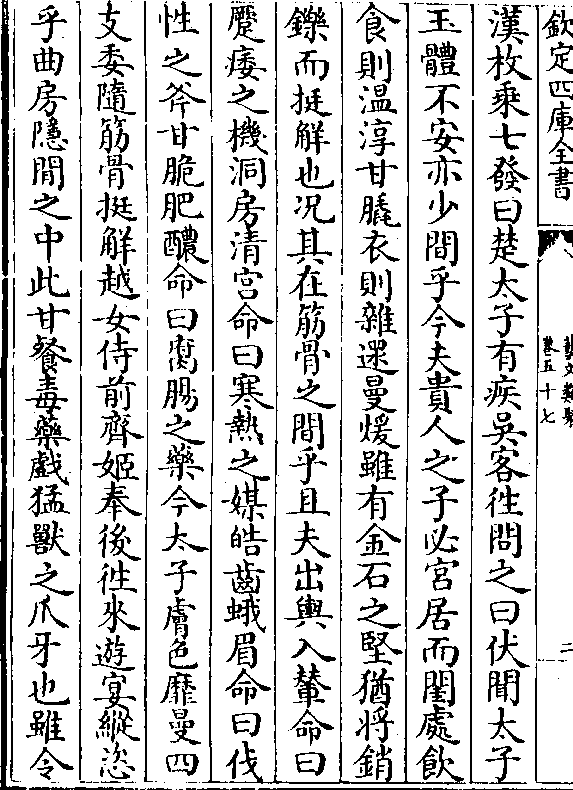 欽定四庫全書
藝文類聚
卷五十七
二
漢枚乘七發曰楚太子有疾吳客徃問之曰伏聞太子
玉體不安亦少間乎今夫貴人之子必宮居而閨處飲
食則温淳甘膬衣則雜遝曼煖雖有金石之堅猶將銷
鑠而挺解也况其在筋骨之間乎且夫出輿入輦命曰
蹷痿之機洞房清宫命曰寒熱之媒皓齒蛾眉命曰伐
性之斧甘脆肥醲命曰腐腸之藥今太子膚色靡曼四
支委隨筋骨挺解越女侍前齊姬奉後徃來遊宴縱恣
乎曲房隱閒之中此甘餐毒藥戲猛獸之爪牙也雖令